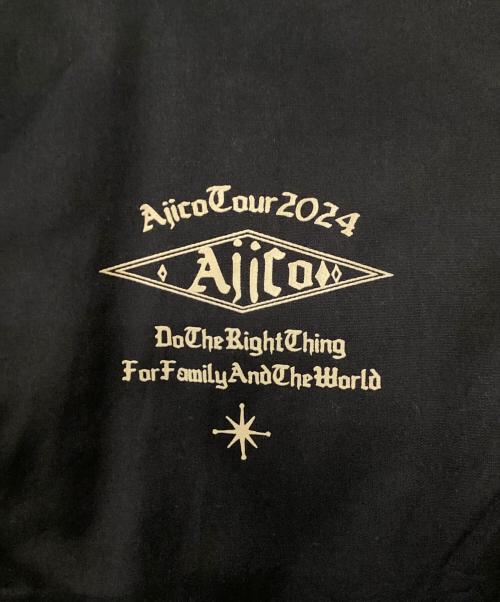 AjicoTour2024
Ajico
DoTheRightThing
ForFamilyAndTheWorld